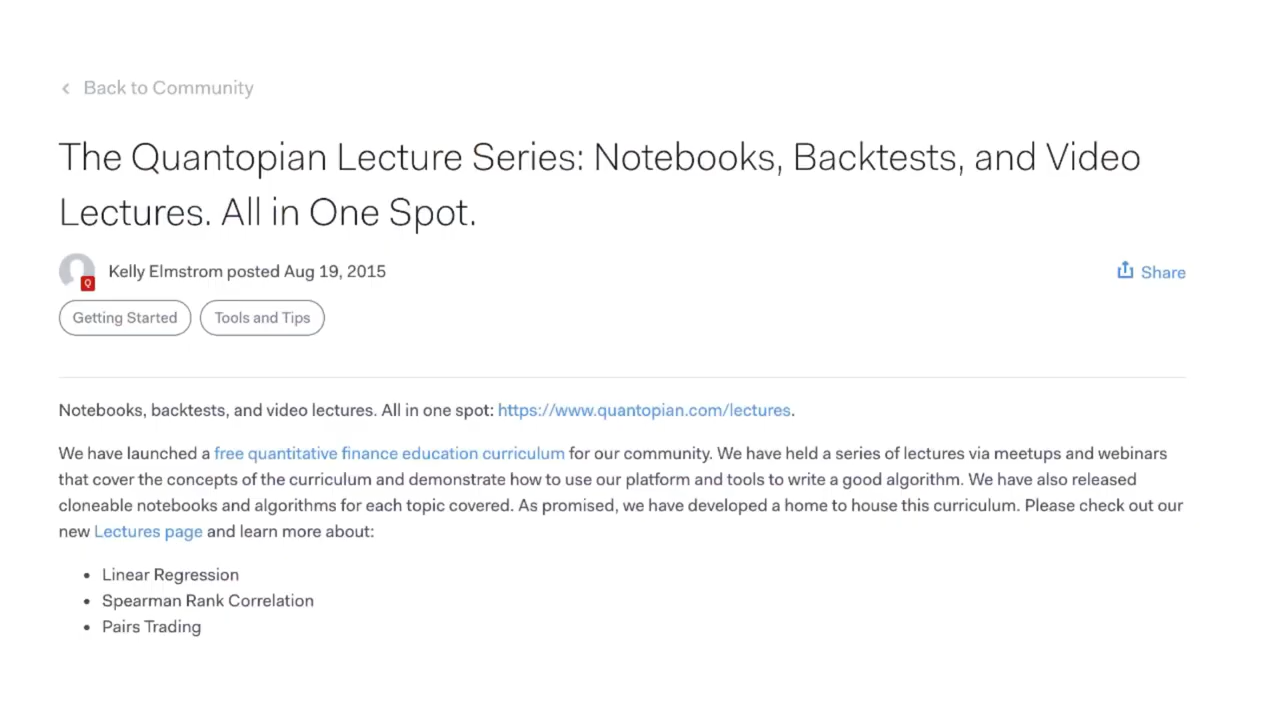 Back to Community
The Quantopian Lecture Series: Notebooks, Backtests, and Video
Lectures. All in One Spot.
Q
Kelly Elmstrom posted Aug 19, 2015
Share
Getting Started
Tools and Tips
Notebooks, backtests, and video lectures. All in one spot: https://www.quantopian.com/lectures.
We have launched a free quantitative finance education curriculum for our community. We have held a series of lectures via meetups and webinars
that cover the concepts of the curriculum and demonstrate how to use our platform and tools to write a good algorithm. We have also released
cloneable notebooks and algorithms for each topic covered. As promised, we have developed a home to house this curriculum. Please check out our
new Lectures page and learn more about:
• Linear Regression
• Spearman Rank Correlation
• Pairs Trading